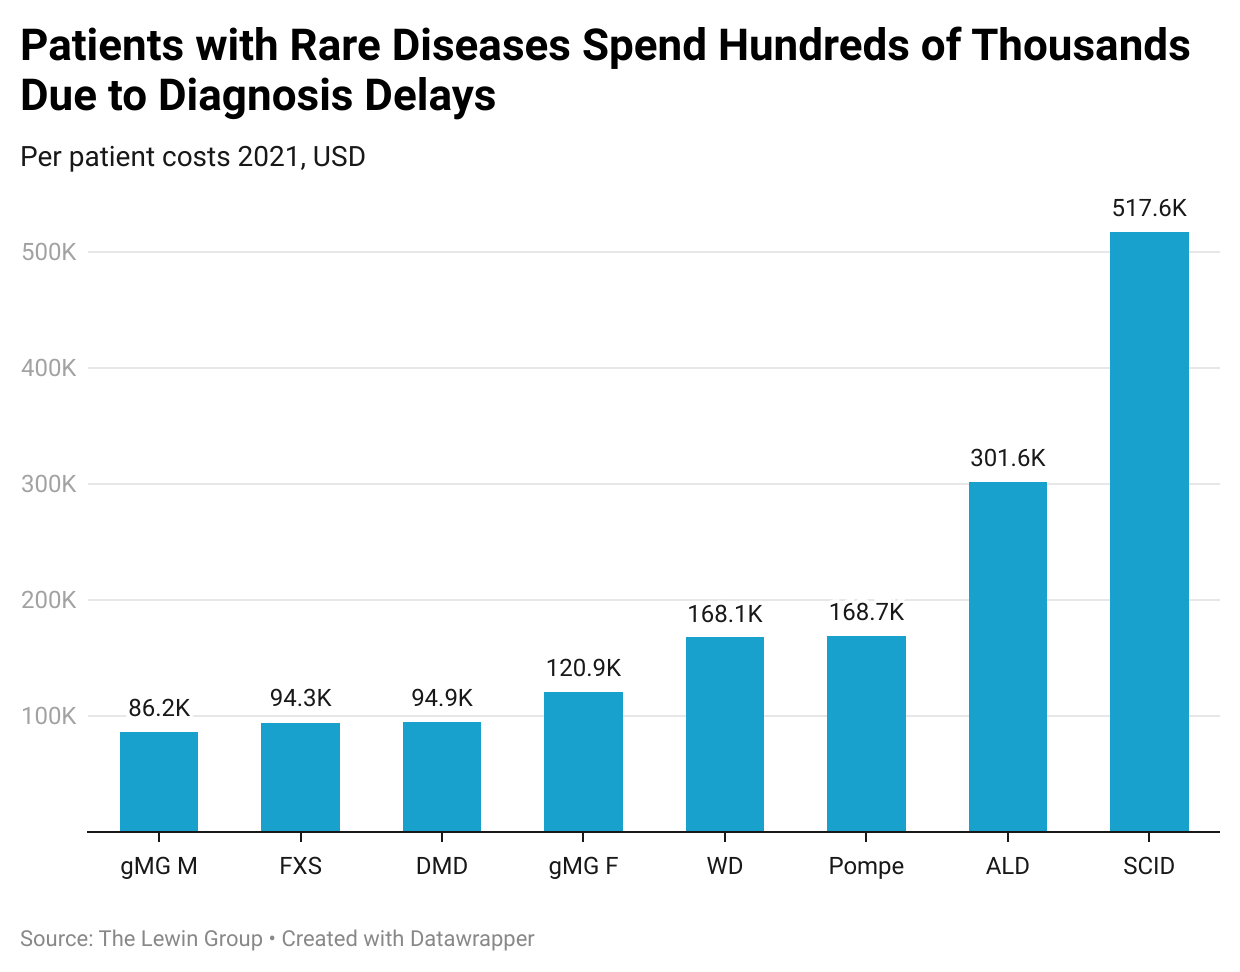 Patients with Rare Diseases Spend Hundreds of Thousands
Due to Diagnosis Delays
Per patient costs 2021, USD
517.6K
500K
400K
301.6K
300K
200K
168.1K
168.7K
120.9K
94.3K
94.9K
86.2K
100K
gMG M
FXS
DMD
gMG F
WD
Pompe
ALD
SCID
Source: The Lewin Group • Created with Datawrapper